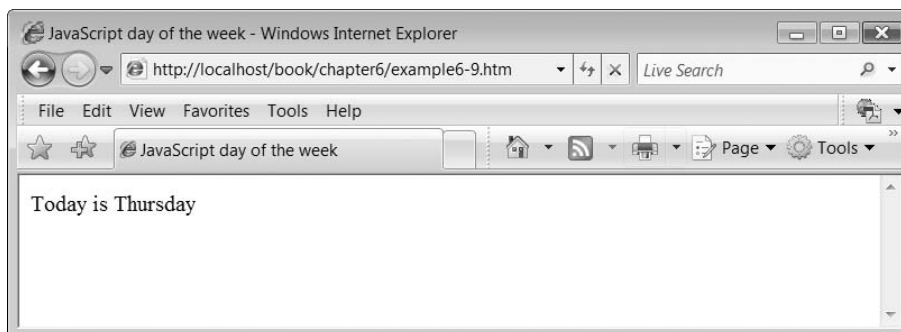 JavaScript day of the week - Windows Internet Explorer
http://localhost/book/chapter6/example6-9.htm Live Search
File Edit View Favorites Tools Help
JavaScript day of the week Page Tools
Today is Thursday